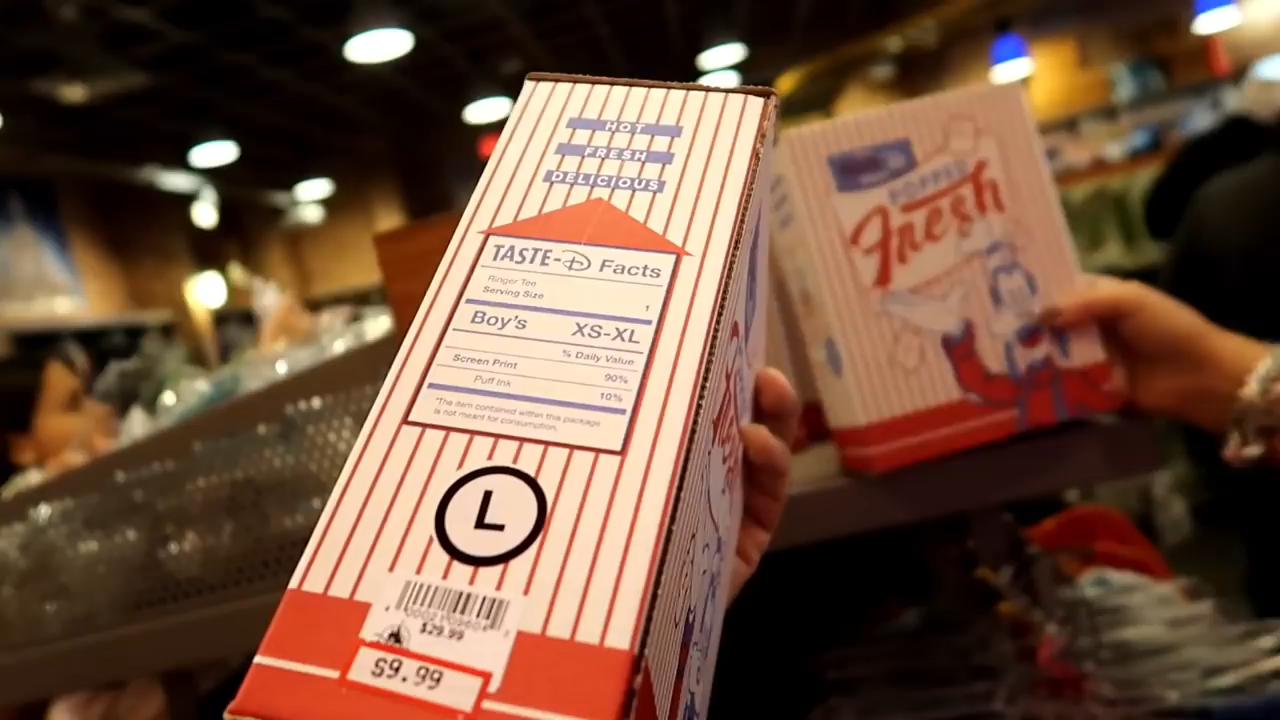 HOT
FRESH
DELICIOUS
TASTE-D Facts
Ringer Tee
Serving Size 1
Boy's XS-XL
% Daily Value
Screen Print 90%
Puff Ink 10%
*The item contained within this package
is not meant for consumption.
L
$29.99
$9.99
POPPED
Fresh